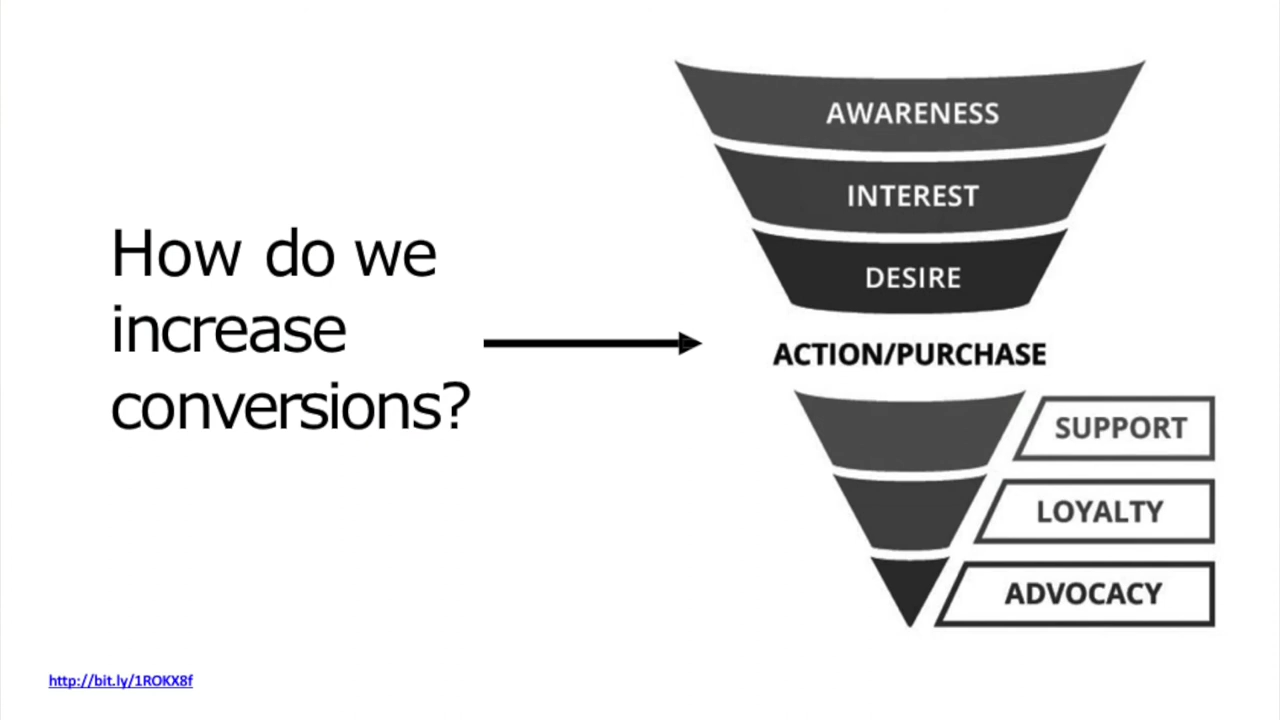 How do we
increase
conversions?
AWARENESS
INTEREST
DESIRE
ACTION/PURCHASE
SUPPORT
LOYALTY
ADVOCACY
http://bit.ly/1ROKX8f